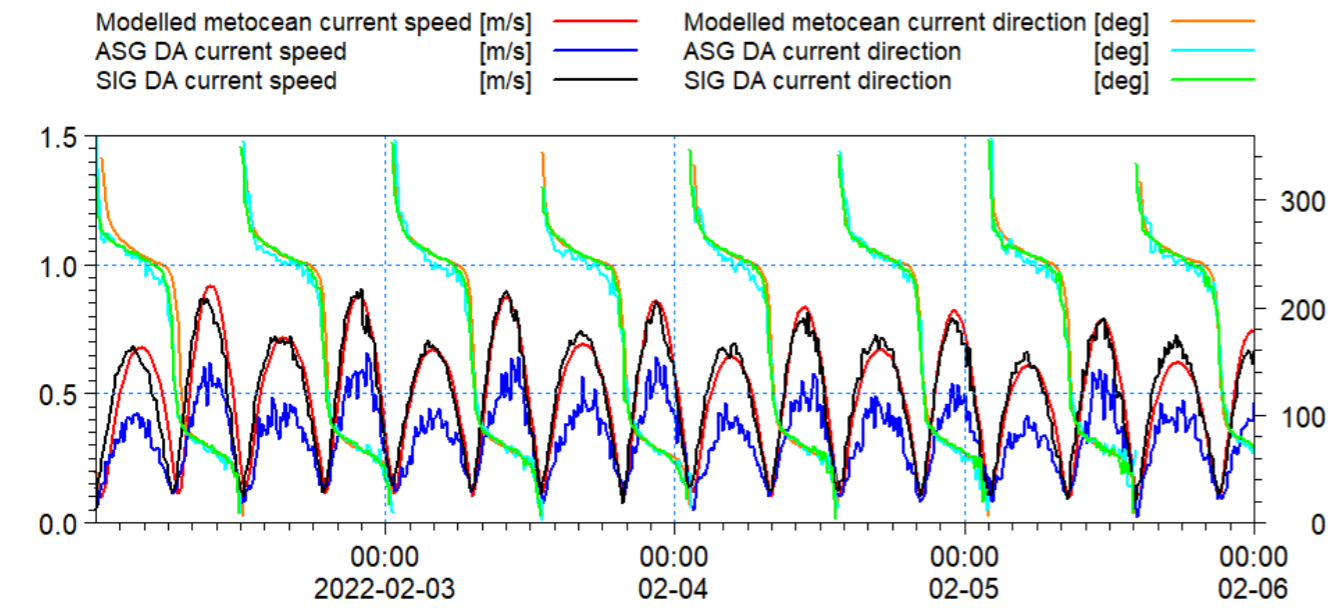 Modelled metocean current speed [m/s] Modelled metocean current direction [deg]
ASG DA current speed [m/s] ASG DA current direction [deg]
SIG DA current speed [m/s] SIG DA current direction [deg]
1.5
300
1.0
200
0.5
100
0.0 0
00:00 00:00 00:00 00:00
2022-02-03 02-04 02-05 02-06